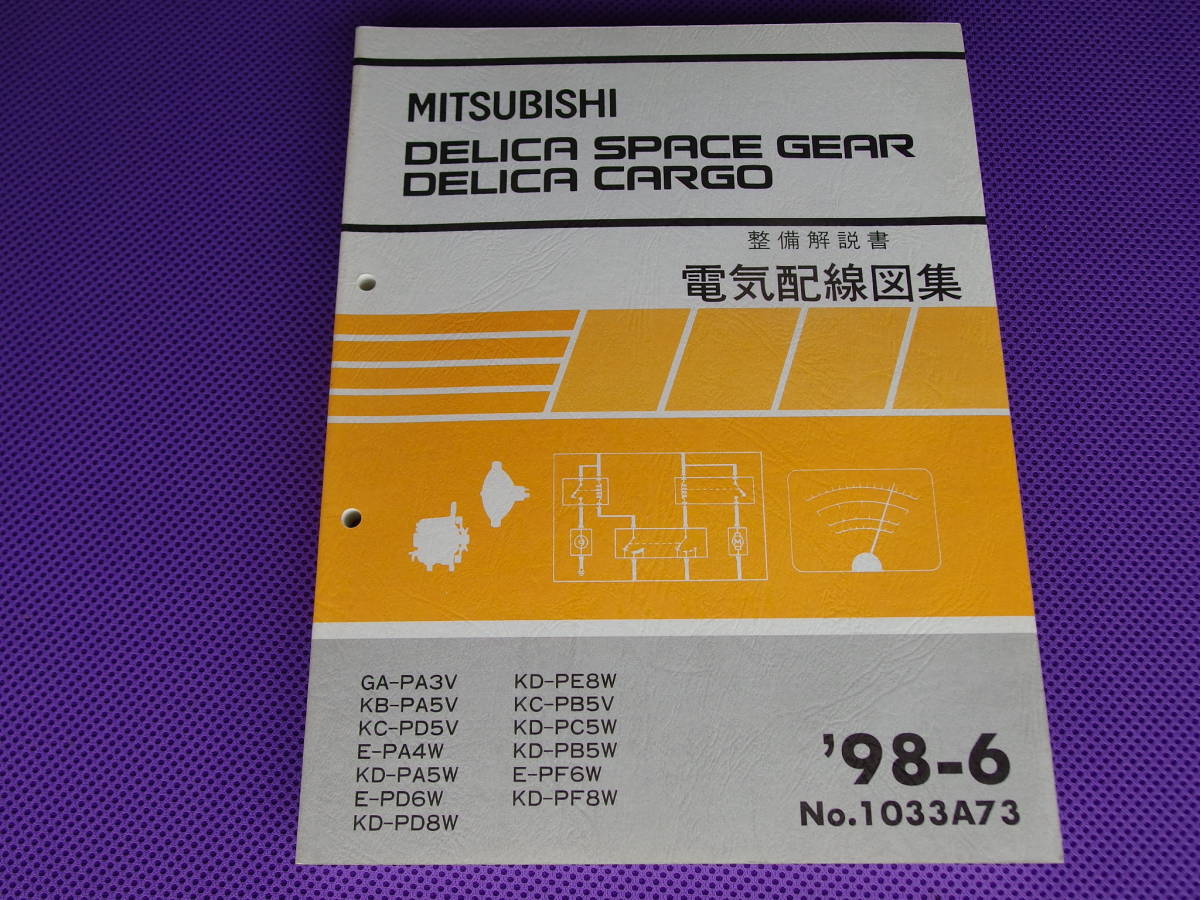 MITSUBISHI
DELICA SPACE GEAR
DELICA CARGO
整備解説書
電気配線図集
M
GA-PA3V
KB-PA5V
KC-PD5V
E-PA4W
KD-PA5W
E-PD6W
KD-PD8W
KD-PE8W
KC-PB5V
KD-PC5W
KD-PB5W
E-PF6W
KD-PF8W
'98-6
No.1033A73